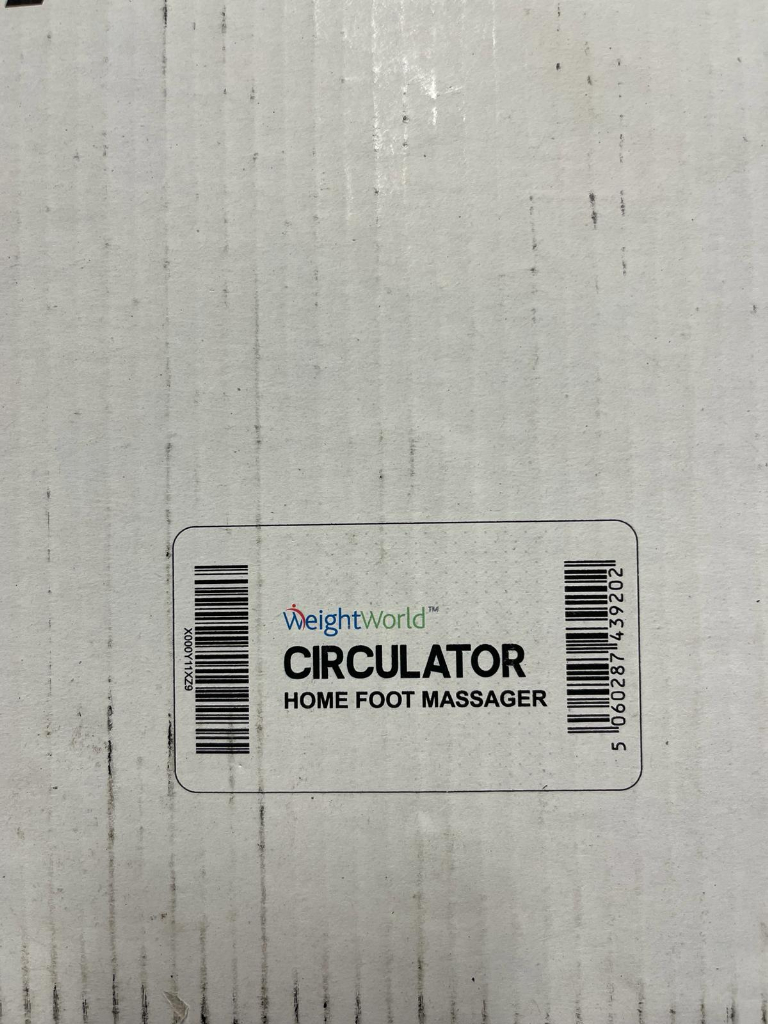 X000Y11XZ9
WeightWorld™
CIRCULATOR
HOME FOOT MASSAGER
5 060287 439202